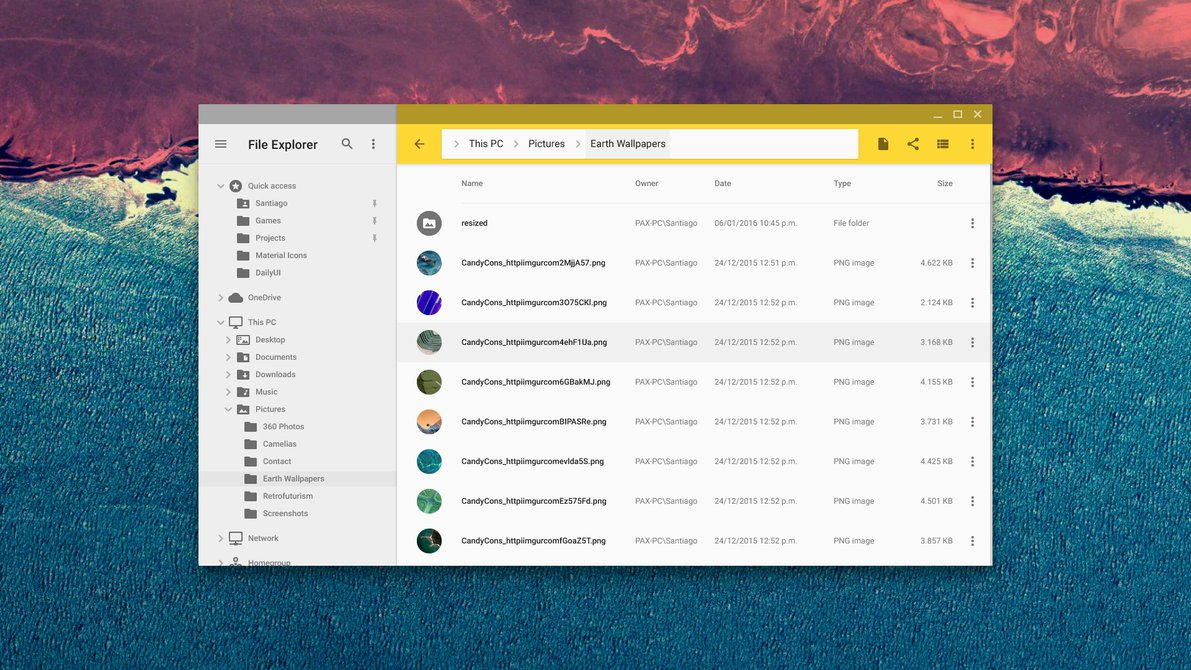 File Explorer
This PC Pictures Earth Wallpapers
Quick access
Santiago
Games
Projects
Material Icons
DailyUI
OneDrive
This PC
Desktop
Documents
Downloads
Music
Pictures
360 Photos
Camelias
Contact
Earth Wallpapers
Retrofuturism
Screenshots
Network
Homegroup
Name Owner Date Type Size
resized PAX-PC\Santiago 06/01/2016 10:45 p.m. File folder
CandyCons_httpiimgurcom2MjjA57.png PAX-PC\Santiago 24/12/2015 12:51 p.m. PNG image 4.622 KB
CandyCons_httpiimgurcom3O75CKl.png PAX-PC\Santiago 24/12/2015 12:52 p.m. PNG image 2.124 KB
CandyCons_httpiimgurcom4ehF1Ua.png PAX-PC\Santiago 24/12/2015 12:52 p.m. PNG image 3.168 KB
CandyCons_httpiimgurcom6GBakMJ.png PAX-PC\Santiago 24/12/2015 12:52 p.m. PNG image 4.155 KB
CandyCons_httpiimgurcomBIPASRe.png PAX-PC\Santiago 24/12/2015 12:52 p.m. PNG image 3.731 KB
CandyCons_httpiimgurcomevIda5S.png PAX-PC\Santiago 24/12/2015 12:52 p.m. PNG image 4.425 KB
CandyCons_httpiimgurcomEz575Fd.png PAX-PC\Santiago 24/12/2015 12:52 p.m. PNG image 4.501 KB
CandyCons_httpiimgurcomfGoaZ5T.png PAX-PC\Santiago 24/12/2015 12:52 p.m. PNG image 3.857 KB